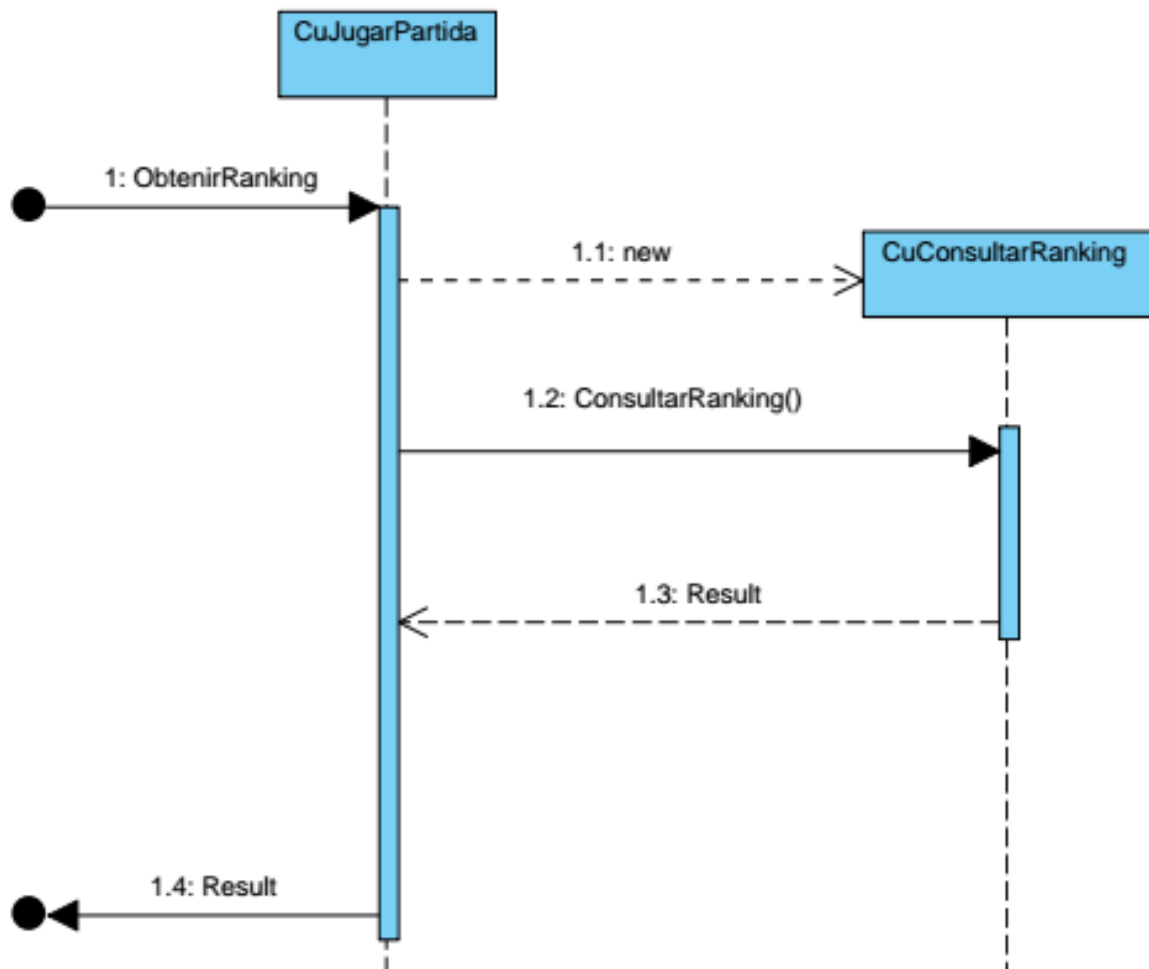 CuJugarPartida
1: ObtenirRanking
1.1: new
CuConsultarRanking
1.2: ConsultarRanking()
1.3: Result
1.4: Result